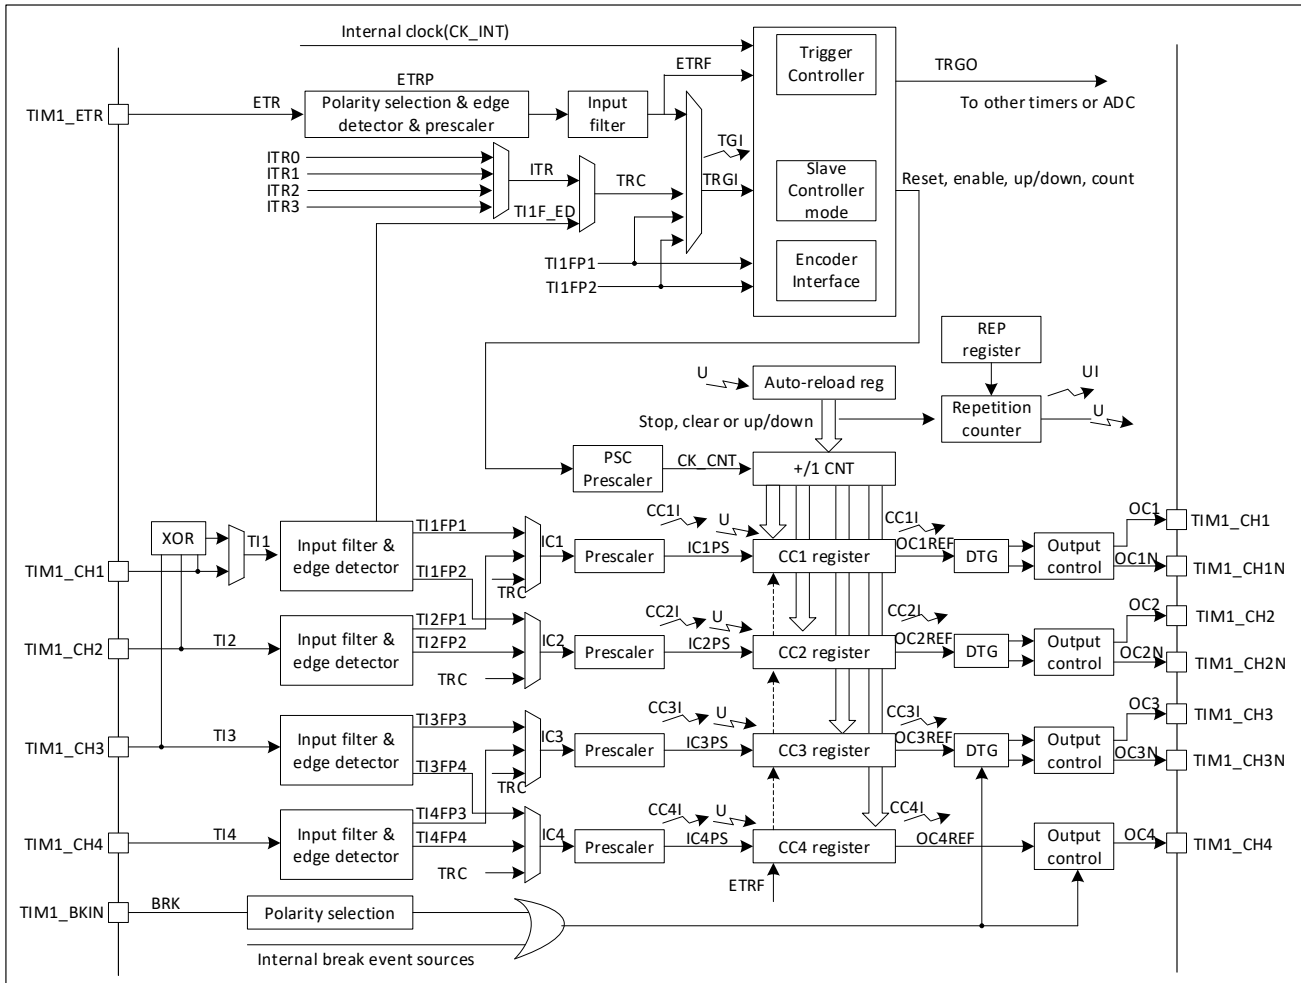 Internal clock(CK_INT)
Trigger
Controller
ETRF
TRGO
ETRP
TIM1_ETR
ETR
Polarity selection & edge
detector & prescaler
Input
filter
To other timers or ADC
TGI
ITR0
ITR1
ITR2
ITR3
ITR
TRC
TRGI
Slave
Controller
mode
Reset, enable, up/down, count
TI1F_ED
TI1FP1
TI1FP2
Encoder
Interface
REP
register
U
Auto-reload reg
UI
Stop, clear or up/down
Repetition
counter
U
PSC
Prescaler
CK_CNT
+/1 CNT
XOR
TI1
Input filter &
edge detector
TI1FP1
TI1FP2
TRC
IC1
Prescaler
IC1PS
CC1I
U
CC1 register
CC1I
OC1REF
DTG
Output
control
OC1
OC1N
TIM1_CH1
TIM1_CH1N
TIM1_CH1
TIM1_CH2
TI2
Input filter &
edge detector
TI2FP1
TI2FP2
TRC
IC2
Prescaler
IC2PS
CC2I
U
CC2 register
CC2I
OC2REF
DTG
Output
control
OC2
OC2N
TIM1_CH2
TIM1_CH2N
TIM1_CH3
TI3
Input filter &
edge detector
TI3FP3
TI3FP4
TRC
IC3
Prescaler
IC3PS
CC3I
U
CC3 register
CC3I
OC3REF
DTG
Output
control
OC3
OC3N
TIM1_CH3
TIM1_CH3N
TIM1_CH4
TI4
Input filter &
edge detector
TI4FP3
TI4FP4
TRC
IC4
Prescaler
IC4PS
CC4I
U
CC4 register
CC4I
OC4REF
Output
control
OC4
TIM1_CH4
ETRF
TIM1_BKIN
BRK
Polarity selection
Internal break event sources